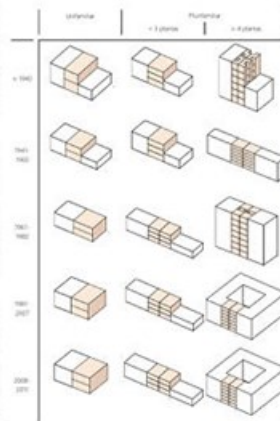 Unifamiliar
Plurifamiliar
< 3 plantas
> 4 plantas
< 1940
1941-
1960
1961-
1980
1981-
2007
2008-
2011